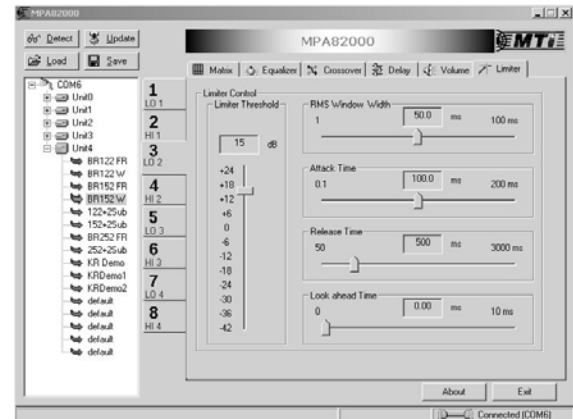 MPA82000
Detect
Update
Load
Save
COM6
Unit0
Unit1
Unit2
Unit3
Unit4
BR122 FR
BR122 W
BR152 FR
BR152 W
122+2Sub
152+2Sub
BR252 FR
252+2Sub
KR Demo
KRDemo1
KRDemo2
default
default
default
default
default
1
LO 1
2
HI 1
3
LO 2
4
HI 2
5
LO 3
6
HI 3
7
LO 4
8
HI 4
MPA82000
MTi
Matrix
Equalizer
Crossover
Delay
Volume
Limiter
Limiter Control
Limiter Threshold
15 dB
+24
+18
+12
+6
0
-6
-12
-18
-24
-30
-36
-42
RMS Window Width
1 50.0 ms 100 ms
Attack Time
0.1 100.0 ms 200 ms
Release Time
50 500 ms 3000 ms
Look ahead Time
0 0.00 ms 10 ms
About
Exit
Connected (COM6)